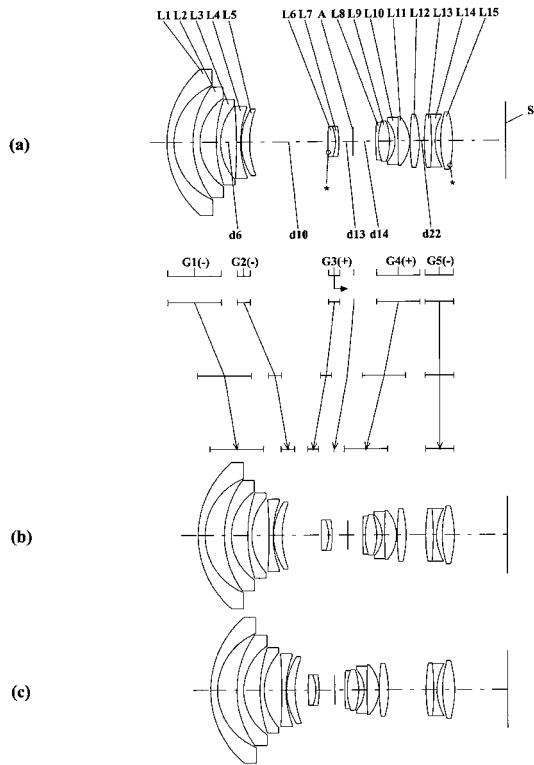 L1 L2 L3 L4 L5 L6 L7 A L8 L9 L10 L11 L12 L13 L14 L15
S
(a)
* *
d6 d10 d13 d14 d22
G1(-) G2(-) G3(+) G4(+) G5(-)
(b)
(c)